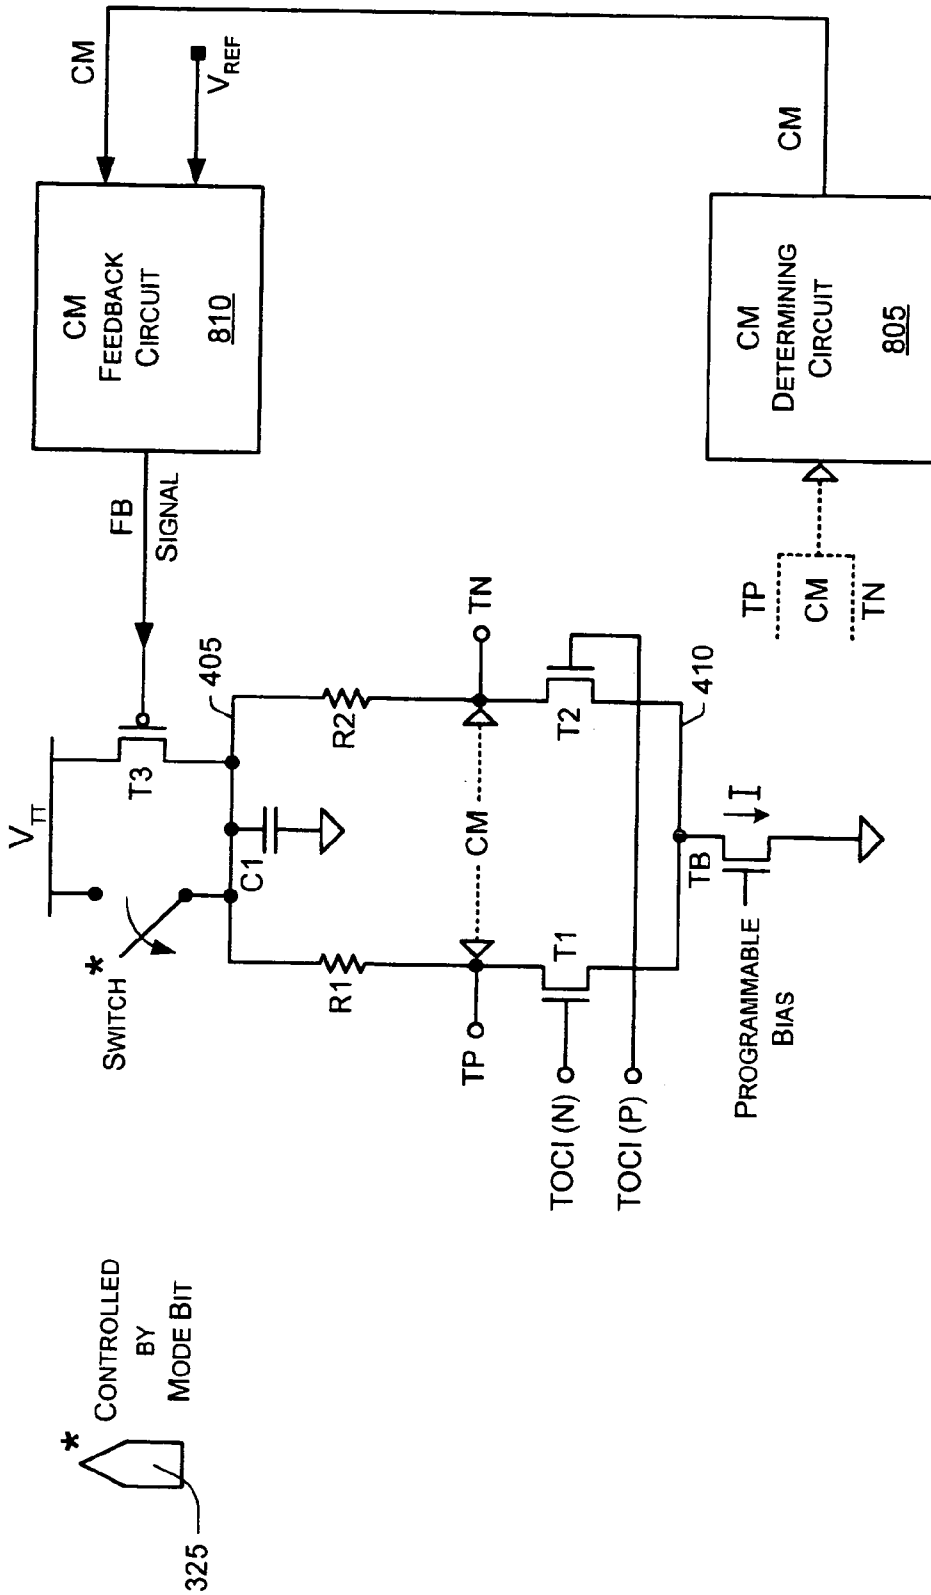 *
CONTROLLED
BY
MODE BIT
325
VTT
SWITCH *
T3
FB
SIGNAL
CM
FEEDBACK
CIRCUIT
810
CM
VREF
405
C1
R1
R2
TP
CM
TN
T1
T2
TOCI (N)
TOCI (P)
410
TB
I
PROGRAMMABLE
BIAS
TP
CM
TN
CM
DETERMINING
CIRCUIT
805
CM